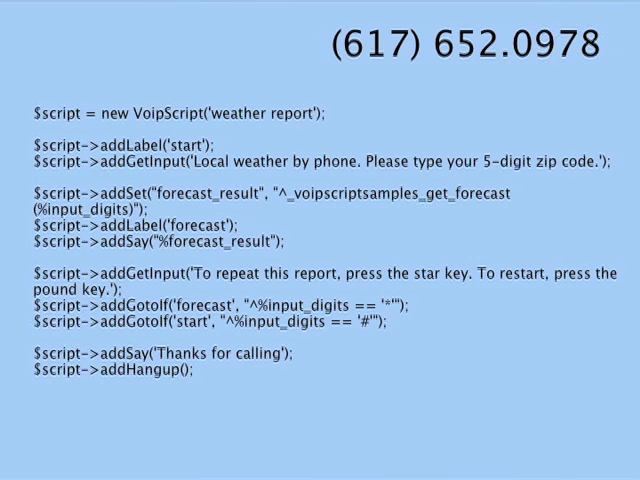 (617) 652.0978
$script = new VoipScript('weather report');
$script->addLabel('start');
$script->addGetInput('Local weather by phone. Please type your 5-digit zip code.');
$script->addSet("forecast_result", "^_voipscriptsamples_get_forecast
(%input_digits)");
$script->addLabel('forecast');
$script->addSay("%forecast_result");
$script->addGetInput('To repeat this report, press the star key. To restart, press the
pound key.');
$script->addGotoIf('forecast', "^%input_digits == '*'");
$script->addGotoIf('start', "^%input_digits == '#'");
$script->addSay('Thanks for calling');
$script->addHangup();